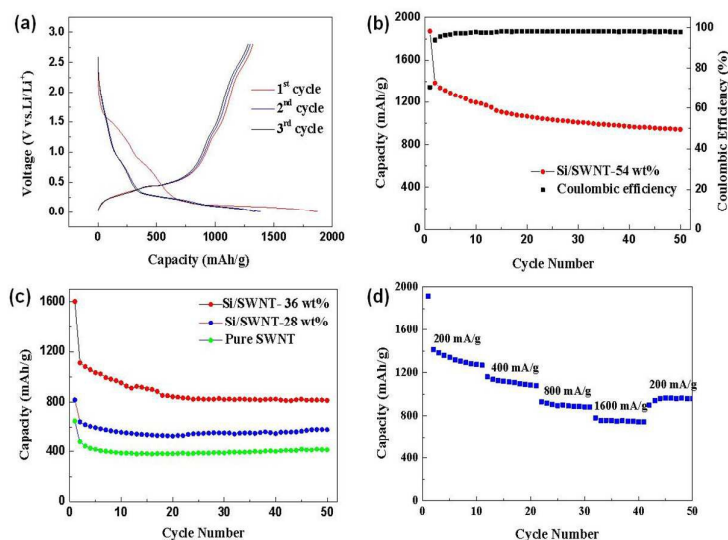 (a)
Voltage (V vs.Li/Li⁺)
3.0
2.5
2.0
1.5
1.0
0.5
0.0
1ˢᵗ cycle
2ⁿᵈ cycle
3ʳᵈ cycle
0 500 1000 1500 2000
Capacity (mAh/g)
(b)
Capacity (mAh/g)
2000
1600
1200
800
400
0
Si/SWNT-54 wt%
Coulombic efficiency
100
80
60
40
20
0
Coulombic Efficiency (%)
0 10 20 30 40 50
Cycle Number
(c)
Capacity (mAh/g)
1600
1200
800
400
0
Si/SWNT- 36 wt%
Si/SWNT-28 wt%
Pure SWNT
0 10 20 30 40 50
Cycle Number
(d)
Capacity (mAh/g)
2000
1600
1200
800
400
0
200 mA/g
400 mA/g
800 mA/g
1600 mA/g
200 mA/g
0 10 20 30 40 50
Cycle Number